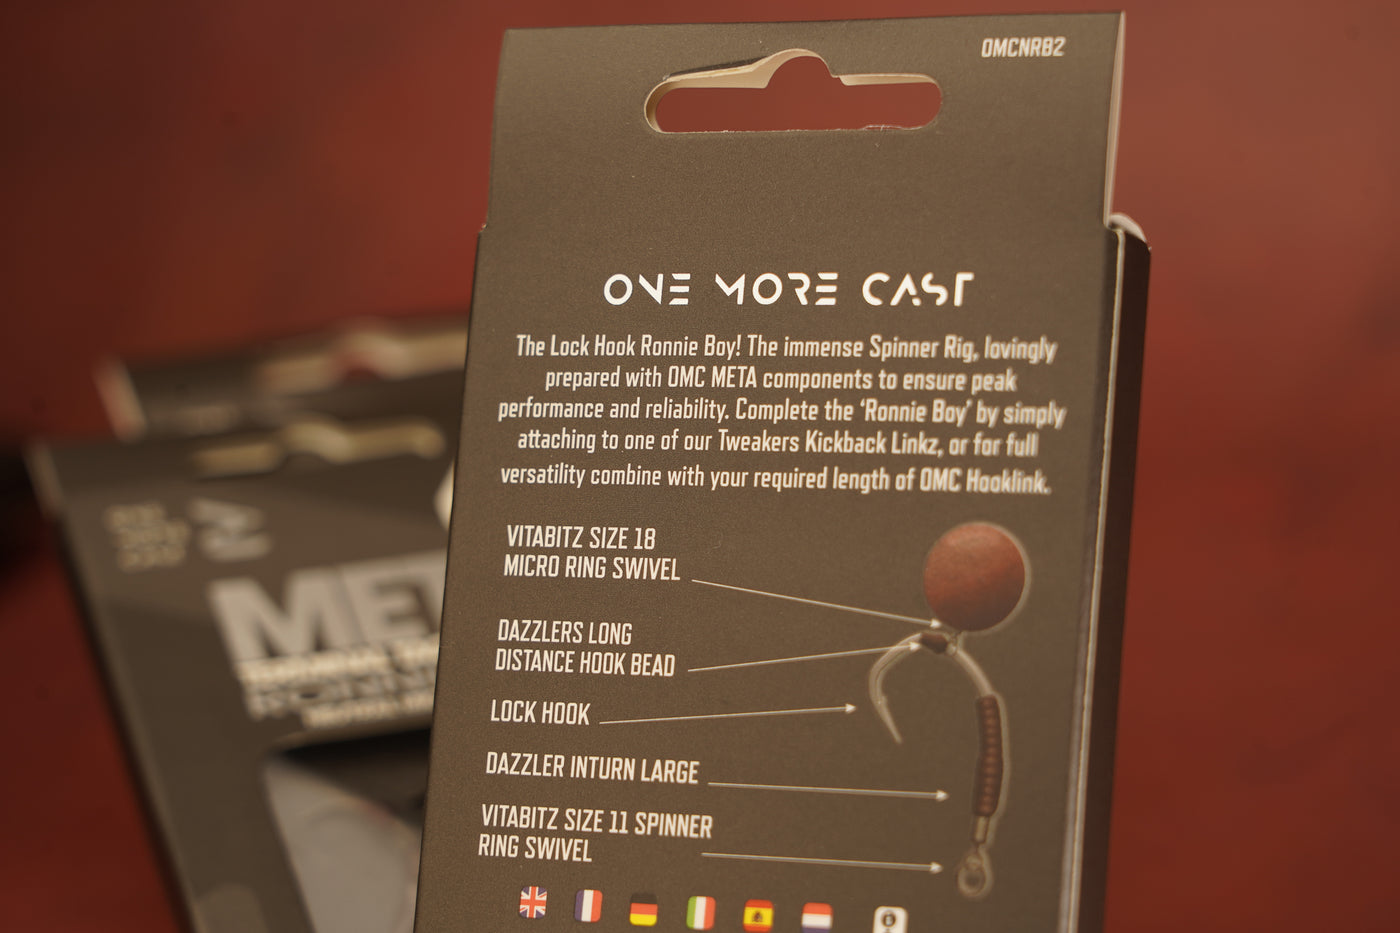 OMCNRB2
ONE MORE CAST
The Lock Hook Ronnie Boy! The immense Spinner Rig, lovingly
prepared with OMC META components to ensure peak
performance and reliability. Complete the ‘Ronnie Boy’ by simply
attaching to one of our Tweakers Kickback Linkz, or for full
versatility combine with your required length of OMC Hooklink.
VITABITZ SIZE 18
MICRO RING SWIVEL
DAZZLERS LONG
DISTANCE HOOK BEAD
LOCK HOOK
DAZZLER INTURN LARGE
VITABITZ SIZE 11 SPINNER
RING SWIVEL
META